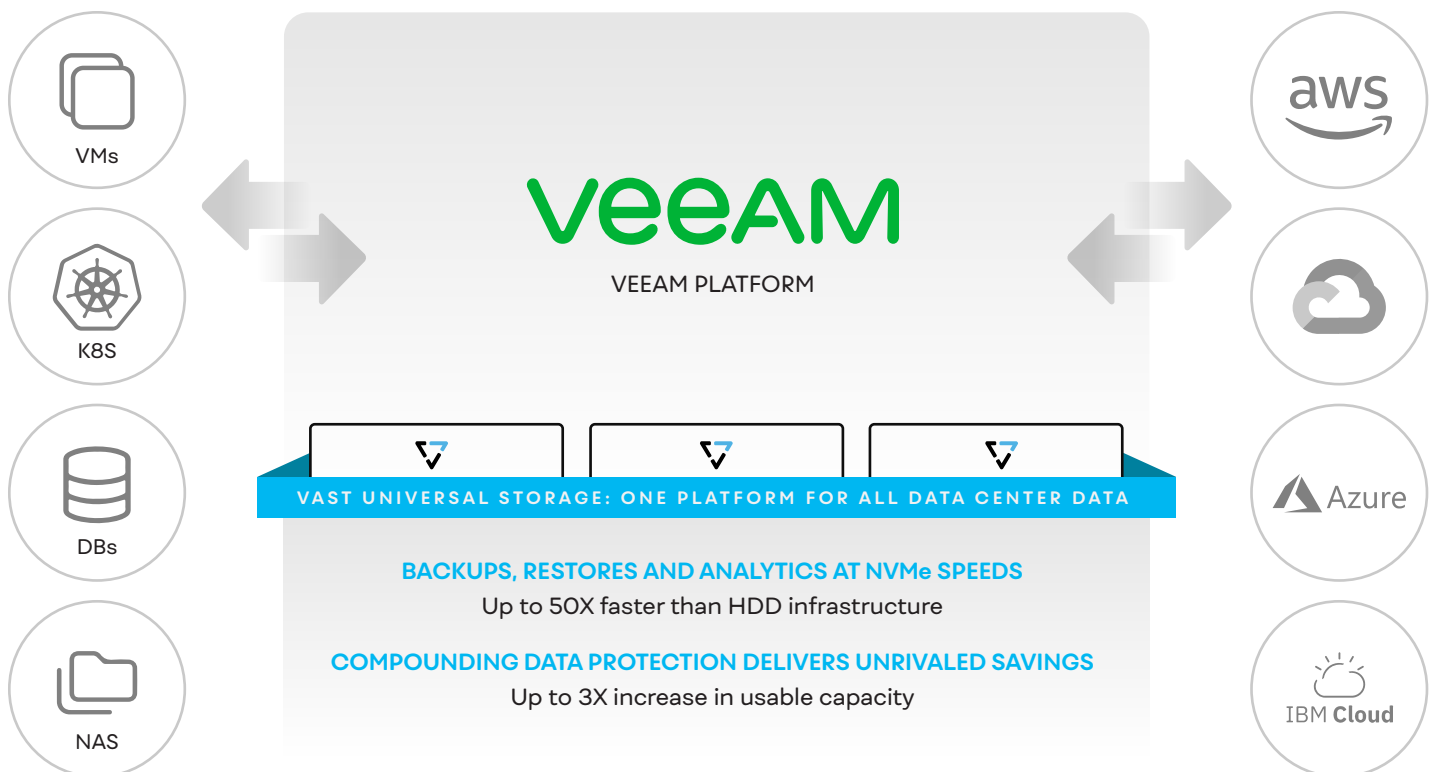 VMs
K8S
DBs
NAS
veeAM
VEEAM PLATFORM
VAST UNIVERSAL STORAGE: ONE PLATFORM FOR ALL DATA CENTER DATA
BACKUPS, RESTORES AND ANALYTICS AT NVMe SPEEDS
Up to 50X faster than HDD infrastructure
COMPOUNDING DATA PROTECTION DELIVERS UNRIVALED SAVINGS
Up to 3X increase in usable capacity
aws
Azure
IBM Cloud